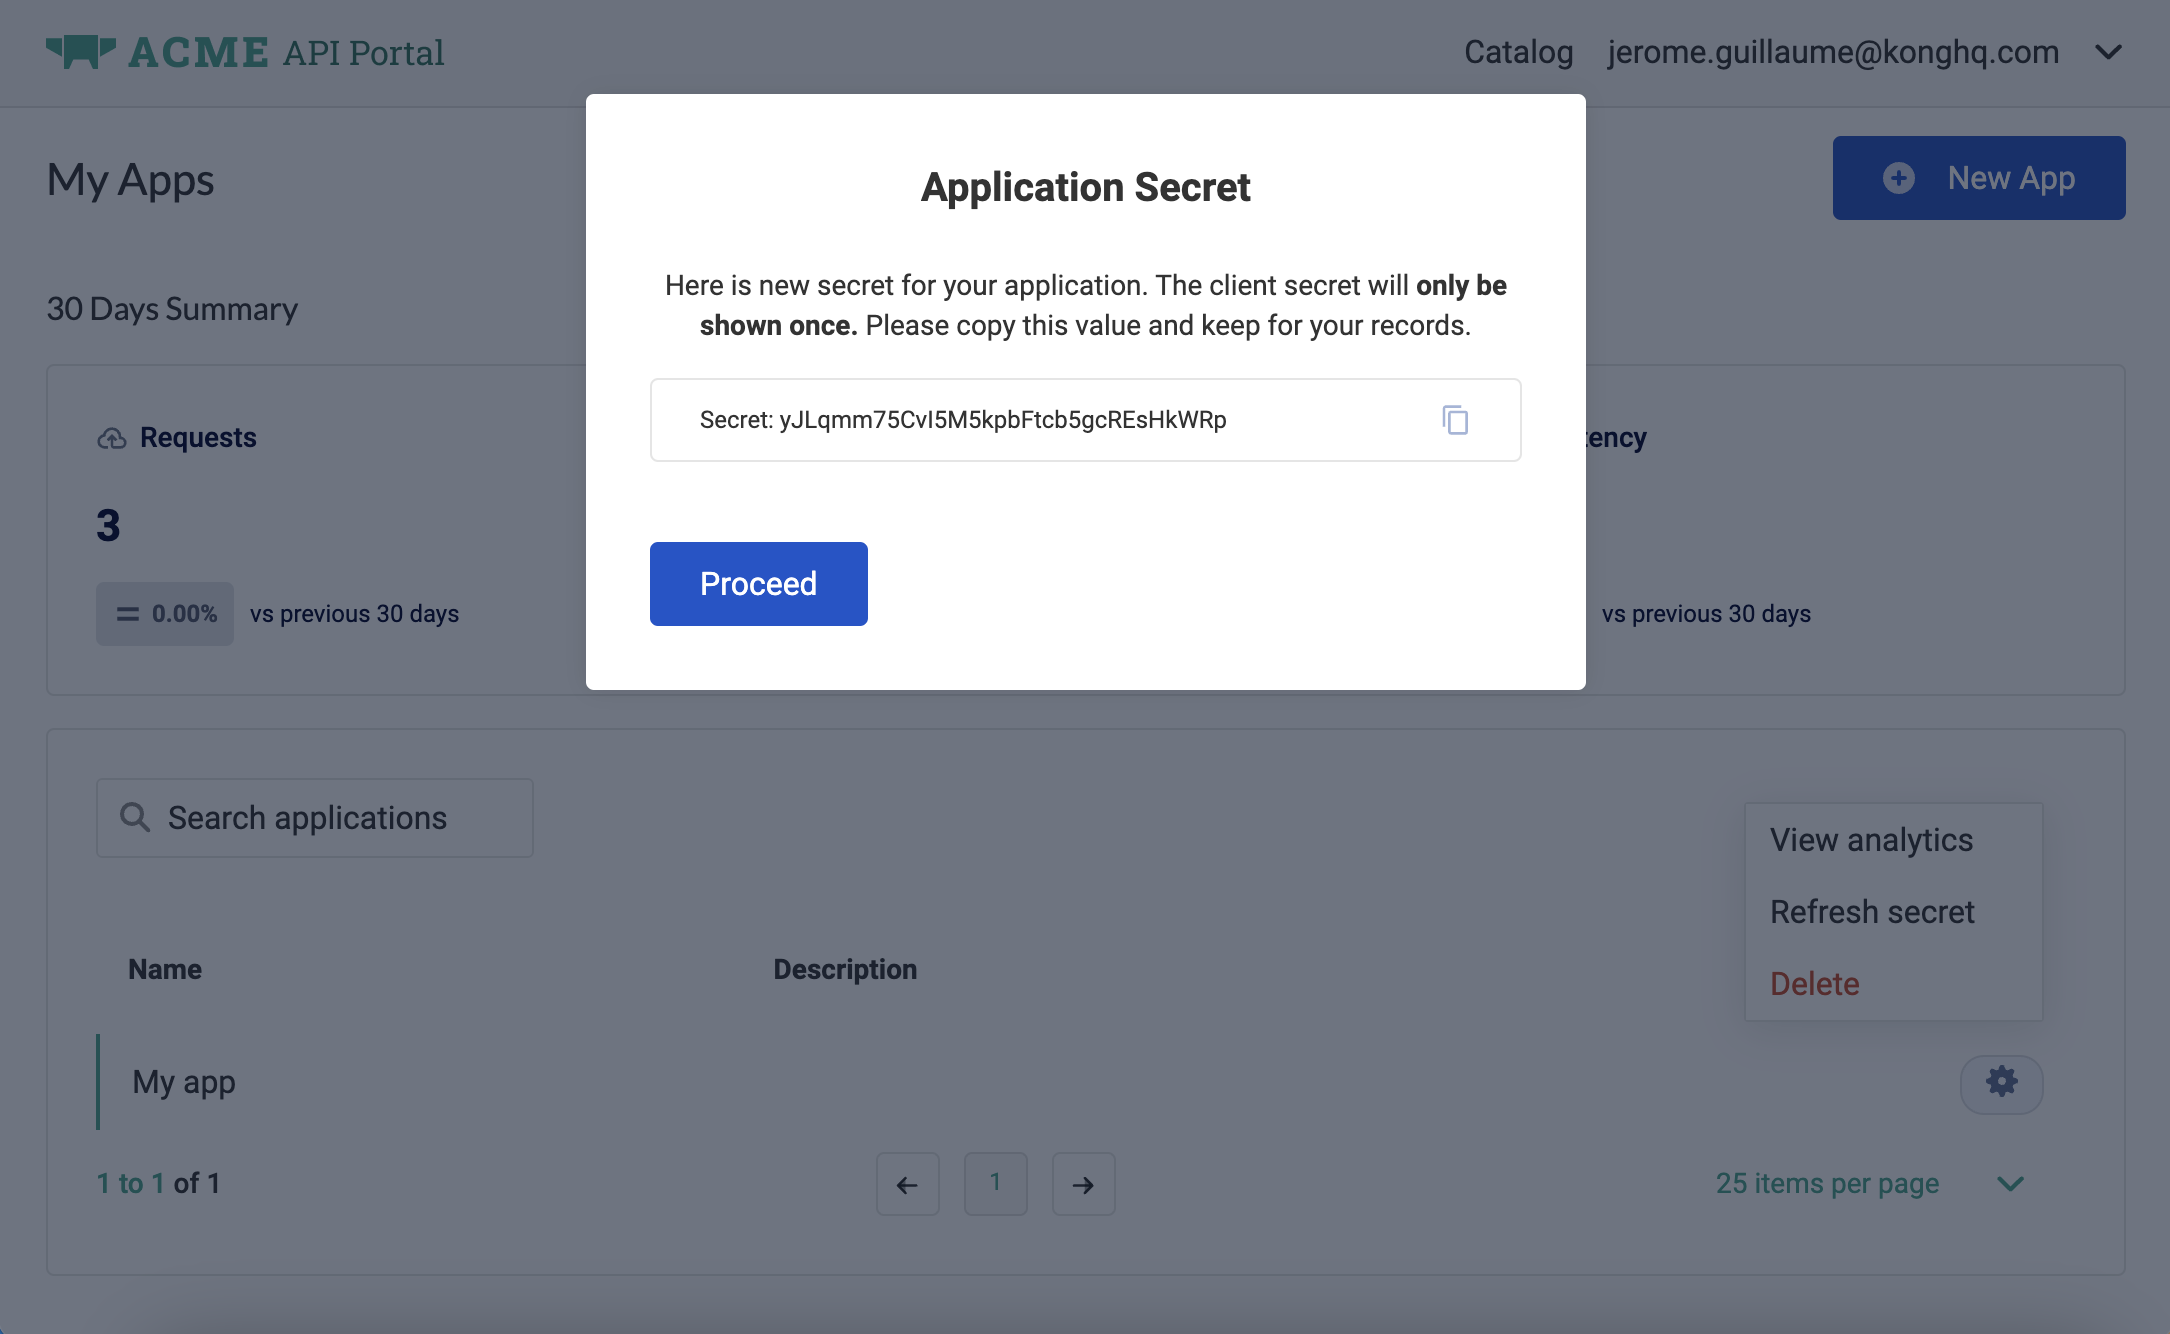 ACME API Portal
Catalog jerome.guillaume@konghq.com
My Apps
New App
Application Secret
Here is new secret for your application. The client secret will only be
shown once. Please copy this value and keep for your records.
Secret: yJLqmm75CvI5M5kpbFtcb5gcREsHkWRp
Proceed
30 Days Summary
Requests
3
= 0.00% vs previous 30 days
tency
vs previous 30 days
Search applications
View analytics
Refresh secret
Delete
Name Description
My app
1 to 1 of 1
1
25 items per page